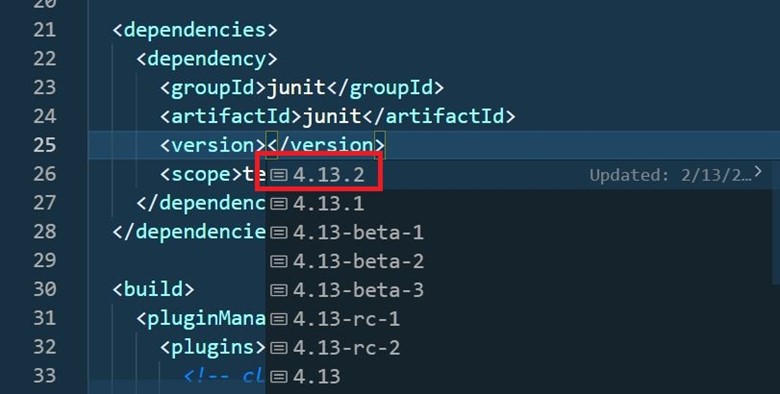 20
21 <dependencies>
22 <dependency>
23 <groupId>junit</groupId>
24 <artifactId>junit</artifactId>
25 <version></version>
26 <scope>te 4.13.2 Updated: 2/13/2…>
27 </dependenc 4.13.1
28 </dependencie 4.13-beta-1
29 4.13-beta-2
30 <build> 4.13-beta-3
31 <pluginMana 4.13-rc-1
32 <plugins> 4.13-rc-2
33 <!-- cl 4.13